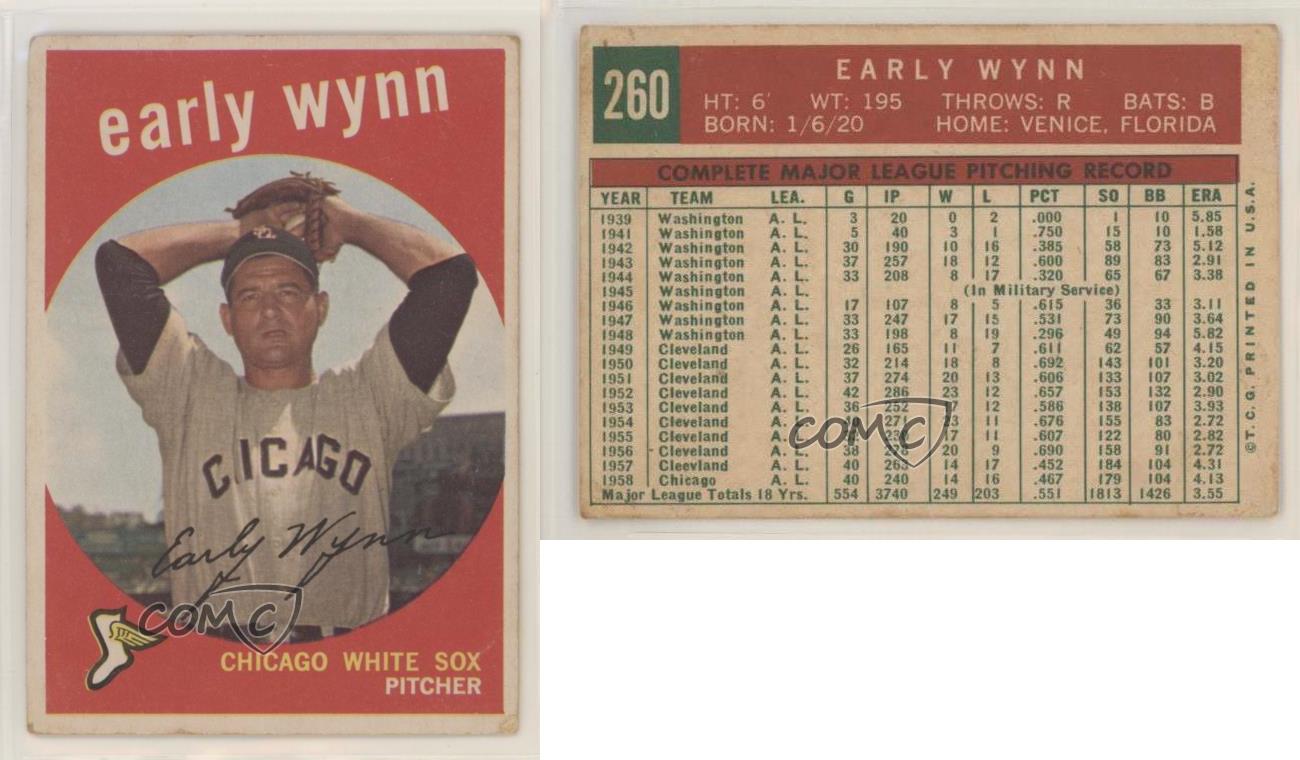 early wynn
CHICAGO
Early Wynn
COMC
CHICAGO WHITE SOX
PITCHER
260
EARLY WYNN
HT: 6' WT: 195 THROWS: R BATS: B
BORN: 1/6/20 HOME: VENICE, FLORIDA
COMPLETE MAJOR LEAGUE PITCHING RECORD
YEAR TEAM LEA. G IP W L PCT SO BB ERA
1939 Washington A. L. 3 20 0 2 .000 1 10 5.85
1941 Washington A. L. 5 40 3 1 .750 15 10 1.58
1942 Washington A. L. 30 190 10 16 .385 58 73 5.12
1943 Washington A. L. 37 257 18 12 .600 89 83 2.91
1944 Washington A. L. 33 208 8 17 .320 65 67 3.38
1945 Washington A. L. (In Military Service)
1946 Washington A. L. 17 107 8 5 .615 36 33 3.11
1947 Washington A. L. 33 247 17 15 .531 73 90 3.64
1948 Washington A. L. 33 198 8 19 .296 49 94 5.82
1949 Cleveland A. L. 26 165 11 7 .611 62 57 4.15
1950 Cleveland A. L. 32 214 18 8 .692 143 101 3.20
1951 Cleveland A. L. 37 274 20 13 .606 133 107 3.02
1952 Cleveland A. L. 42 286 23 12 .657 153 132 2.90
1953 Cleveland A. L. 36 252 17 12 .586 138 107 3.93
1954 Cleveland A. L. 271 23 11 .676 155 83 2.72
1955 Cleveland A. L. 17 11 .607 122 80 2.82
1956 Cleveland A. L. 38 20 9 .690 158 91 2.72
1957 Cleevland A. L. 40 263 14 17 .452 184 104 4.31
1958 Chicago A. L. 40 240 14 16 .467 179 104 4.13
Major League Totals 18 Yrs. 554 3740 249 203 .551 1813 1426 3.55
COMC
©T. C. G. PRINTED IN U.S.A.